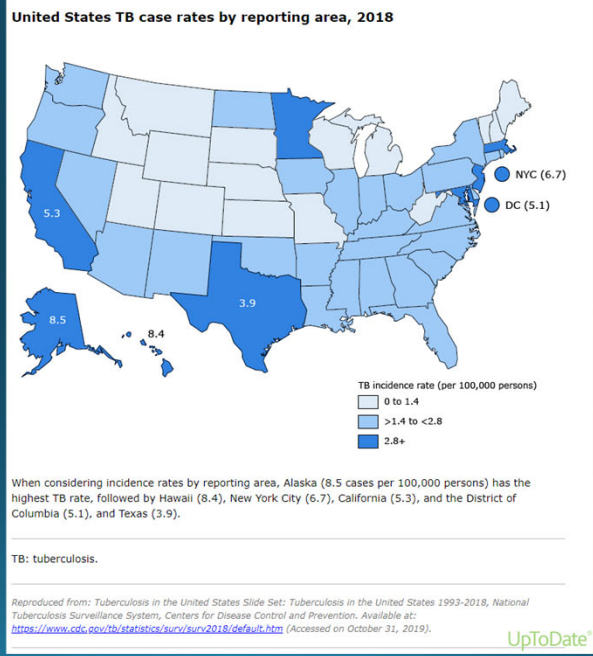 United States TB case rates by reporting area, 2018
NYC (6.7)
DC (5.1)
5.3
3.9
8.5
8.4
TB incidence rate (per 100,000 persons)
0 to 1.4
>1.4 to <2.8
2.8+
When considering incidence rates by reporting area, Alaska (8.5 cases per 100,000 persons) has the
highest TB rate, followed by Hawaii (8.4), New York City (6.7), California (5.3), and the District of
Columbia (5.1), and Texas (3.9).
TB: tuberculosis.
Reproduced from: Tuberculosis in the United States Slide Set: Tuberculosis in the United States 1993-2018, National
Tuberculosis Surveillance System, Centers for Disease Control and Prevention. Available at:
https://www.cdc.gov/tb/statistics/surv/surv2018/default.htm (Accessed on October 31, 2019).
UpToDate®